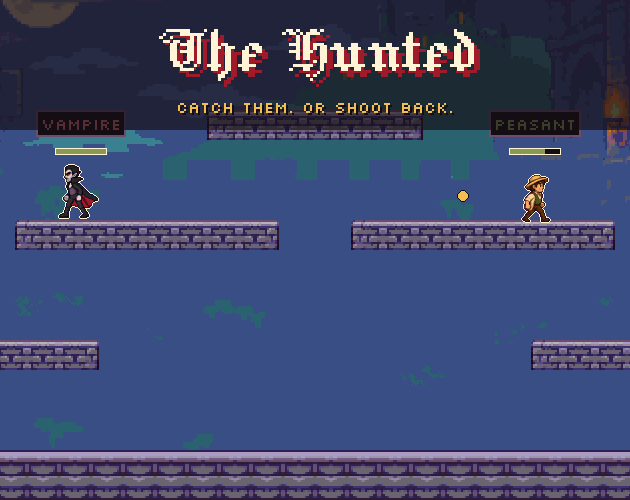 The Hunted
CATCH THEM. OR SHOOT BACK.
VAMPIRE
PEASANT